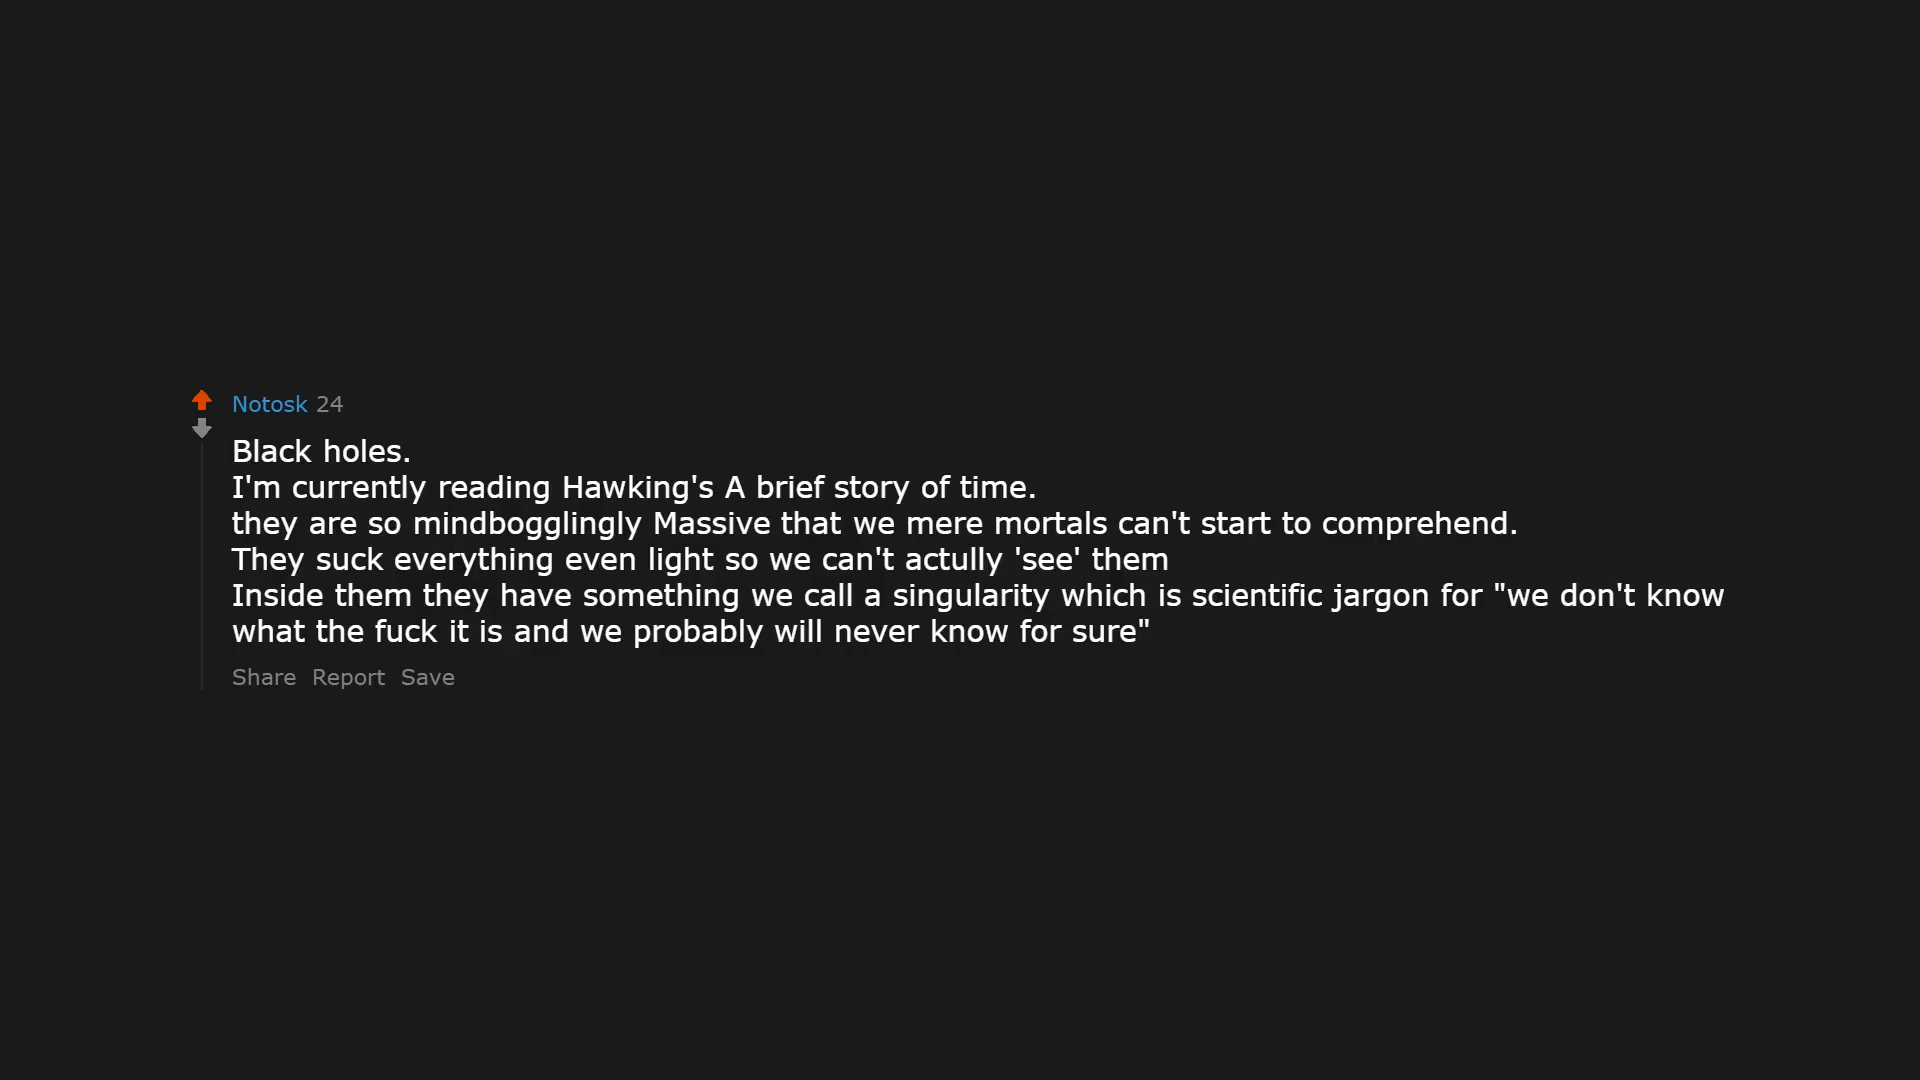 Notosk 24
Black holes.
I'm currently reading Hawking's A brief story of time.
they are so mindbogglingly Massive that we mere mortals can't start to comprehend.
They suck everything even light so we can't actully 'see' them
Inside them they have something we call a singularity which is scientific jargon for "we don't know
what the fuck it is and we probably will never know for sure"
Share Report Save